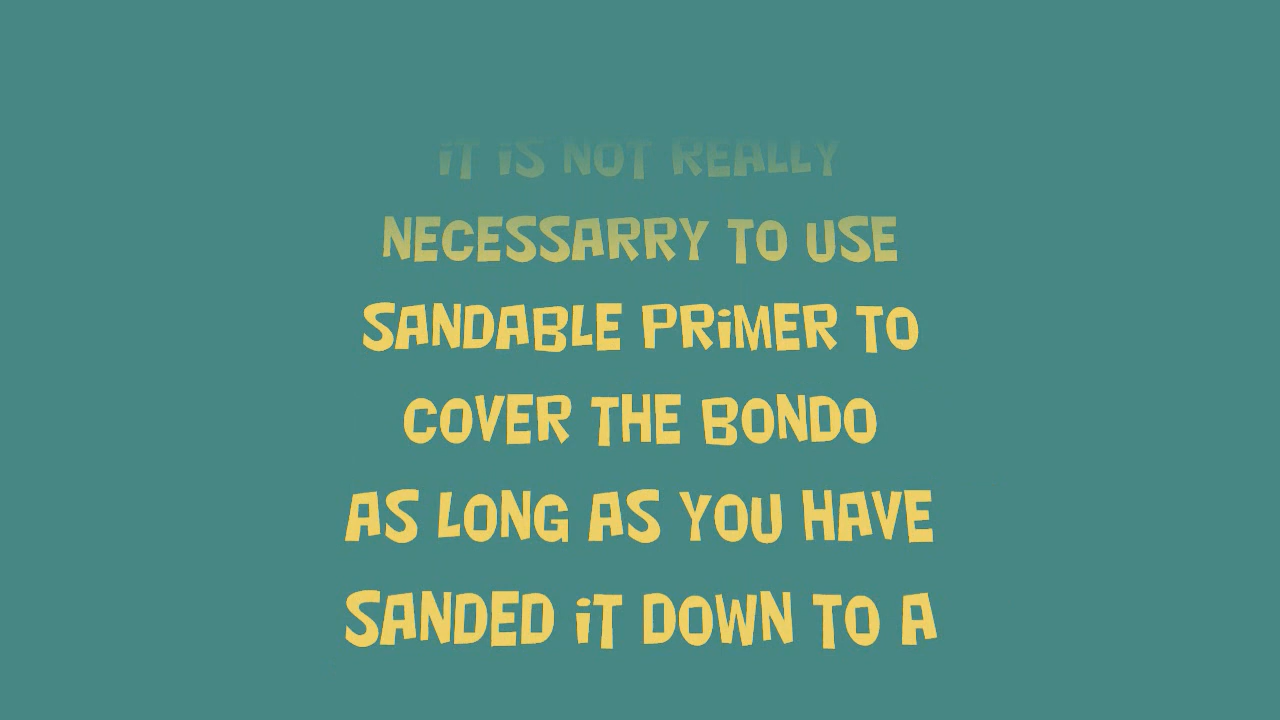 IT IS NOT REALLY
NECESSARRY TO USE
SANDABLE PRIMER TO
COVER THE BONDO
AS LONG AS YOU HAVE
SANDED IT DOWN TO A